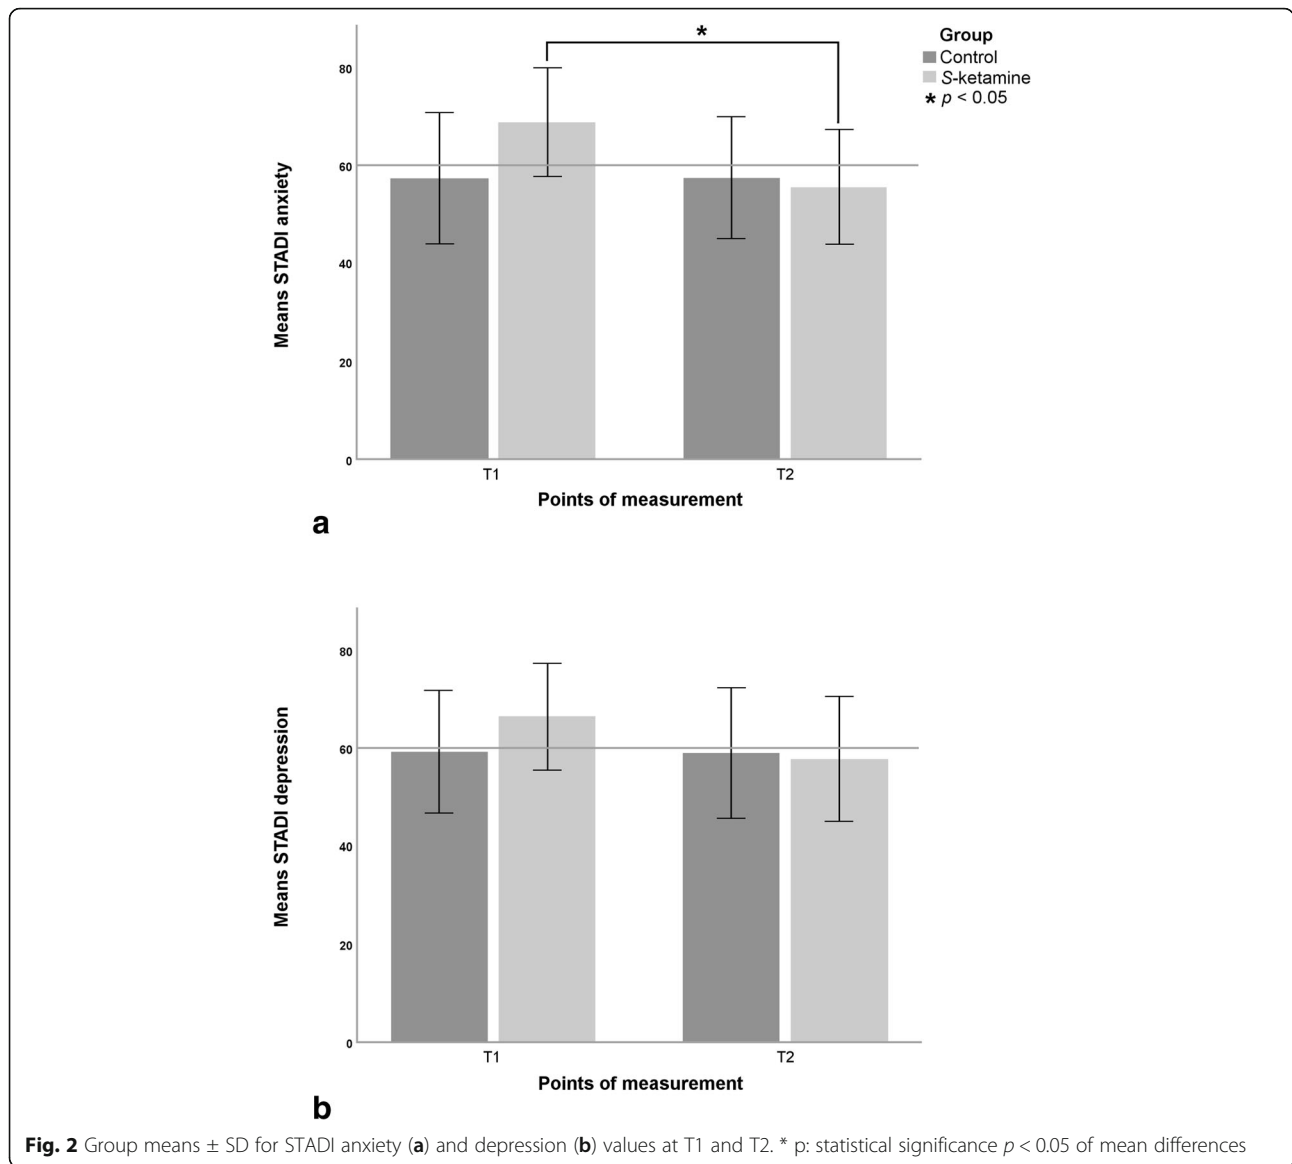 *
Group
Control
S-ketamine
* p < 0.05
80
60
40
20
0
Means STADI anxiety
T1
T2
Points of measurement
a
80
60
40
20
0
Means STADI depression
T1
T2
Points of measurement
b
Fig. 2 Group means ± SD for STADI anxiety (a) and depression (b) values at T1 and T2. * p: statistical significance p < 0.05 of mean differences